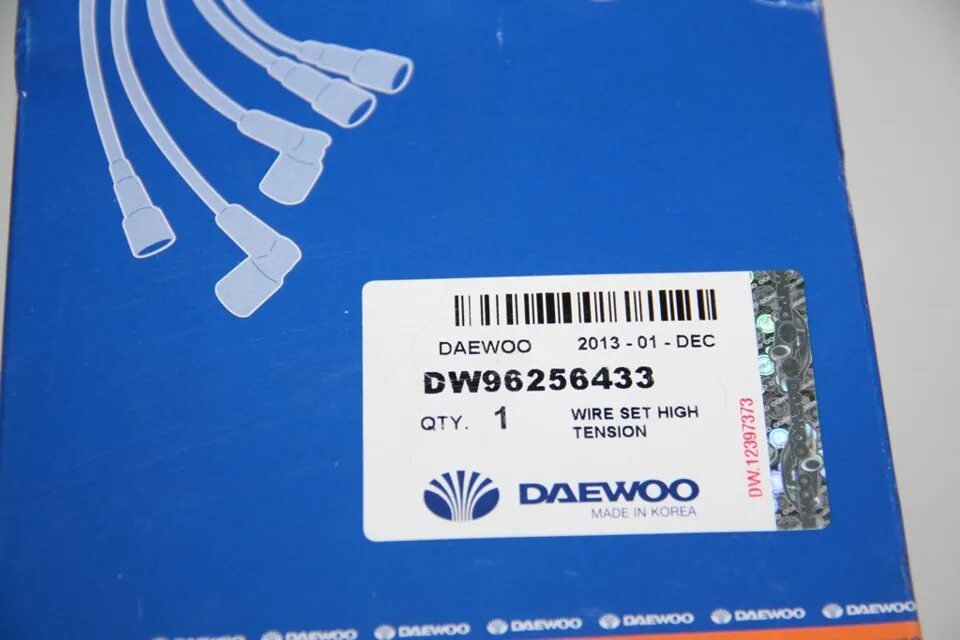 DAEWOO 2013 - 01 - DEC
DW96256433
QTY. 1 WIRE SET HIGH
TENSION
DAEWOO
MADE IN KOREA
DW.12397373
DAEWOO DAEWOO DAEWOO DAEWOO DAEWOO DAEWOO DAEWOO